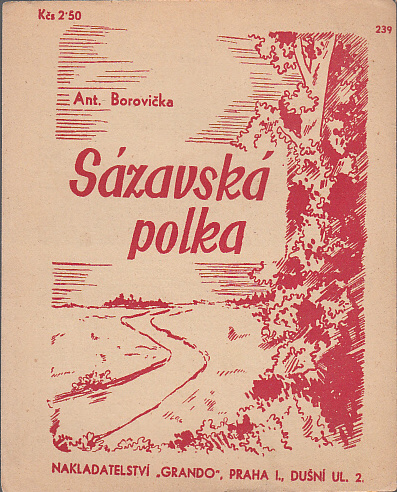 Kčs 2·50
239
Ant. Borovička
Sázavská
polka
NAKLADATELSTVÍ „GRANDO", PRAHA I., DUŠNÍ UL. 2.